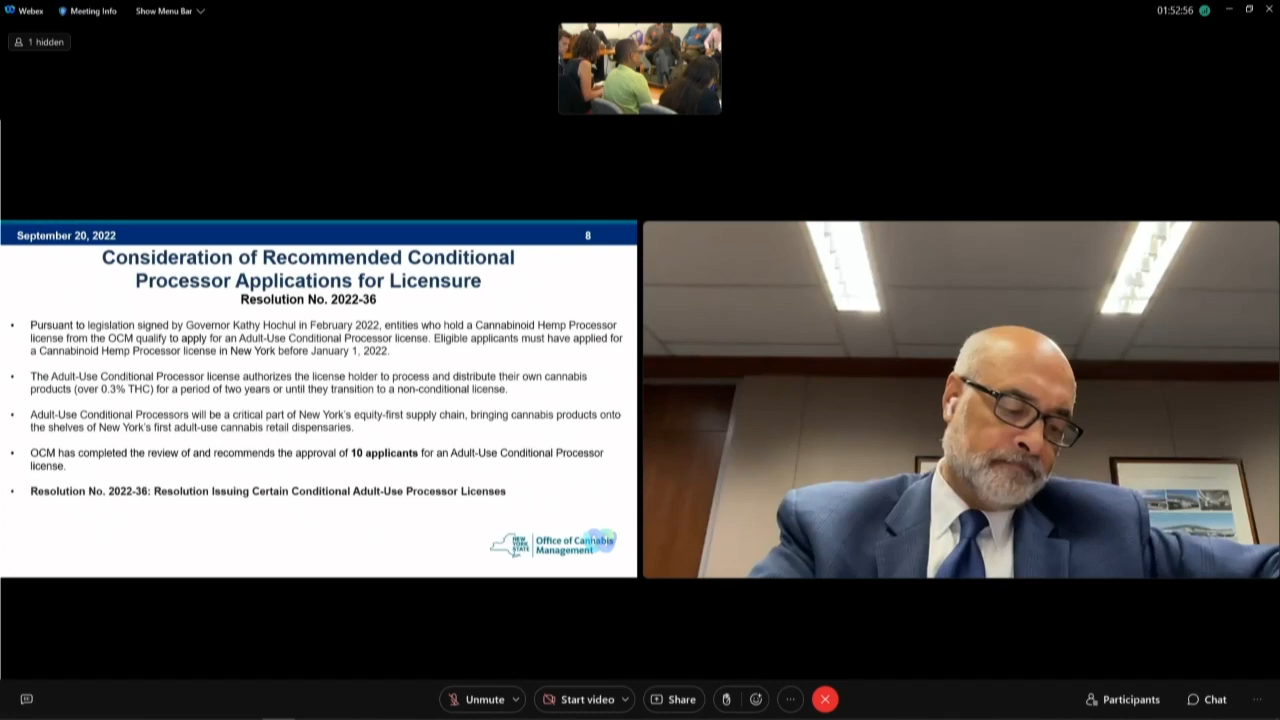 Webex
Meeting Info
Show Menu Bar
01:52:56
1 hidden
September 20, 2022
8
Consideration of Recommended Conditional
Processor Applications for Licensure
Resolution No. 2022-36
• Pursuant to legislation signed by Governor Kathy Hochul in February 2022, entities who hold a Cannabinoid Hemp Processor
license from the OCM qualify to apply for an Adult-Use Conditional Processor license. Eligible applicants must have applied for
a Cannabinoid Hemp Processor license in New York before January 1, 2022.
• The Adult-Use Conditional Processor license authorizes the license holder to process and distribute their own cannabis
products (over 0.3% THC) for a period of two years or until they transition to a non-conditional license.
• Adult-Use Conditional Processors will be a critical part of New York's equity-first supply chain, bringing cannabis products onto
the shelves of New York's first adult-use cannabis retail dispensaries.
• OCM has completed the review of and recommends the approval of 10 applicants for an Adult-Use Conditional Processor
license.
• Resolution No. 2022-36: Resolution Issuing Certain Conditional Adult-Use Processor Licenses
NEW
YORK
STATE
Office of Cannabis
Management
Unmute
Start video
Share
Participants
Chat